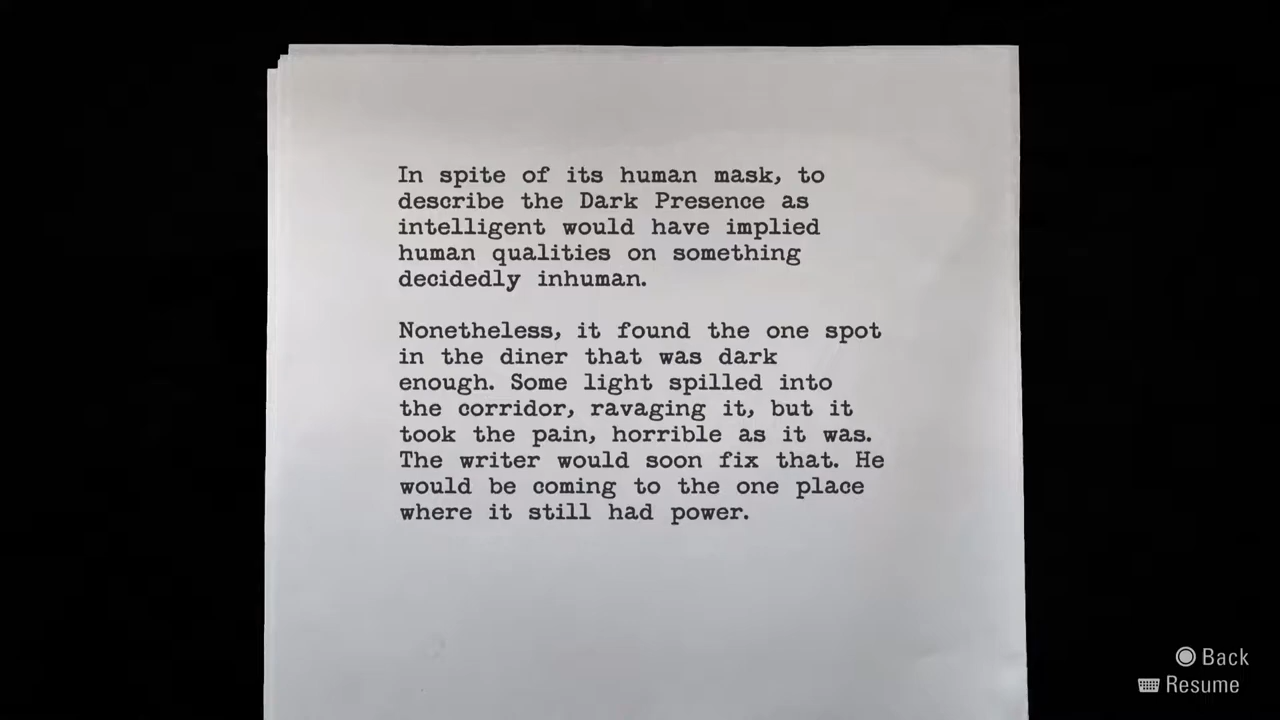 In spite of its human mask, to
describe the Dark Presence as
intelligent would have implied
human qualities on something
decidedly inhuman.
Nonetheless, it found the one spot
in the diner that was dark
enough. Some light spilled into
the corridor, ravaging it, but it
took the pain, horrible as it was.
The writer would soon fix that. He
would be coming to the one place
where it still had power.
Back
Resume